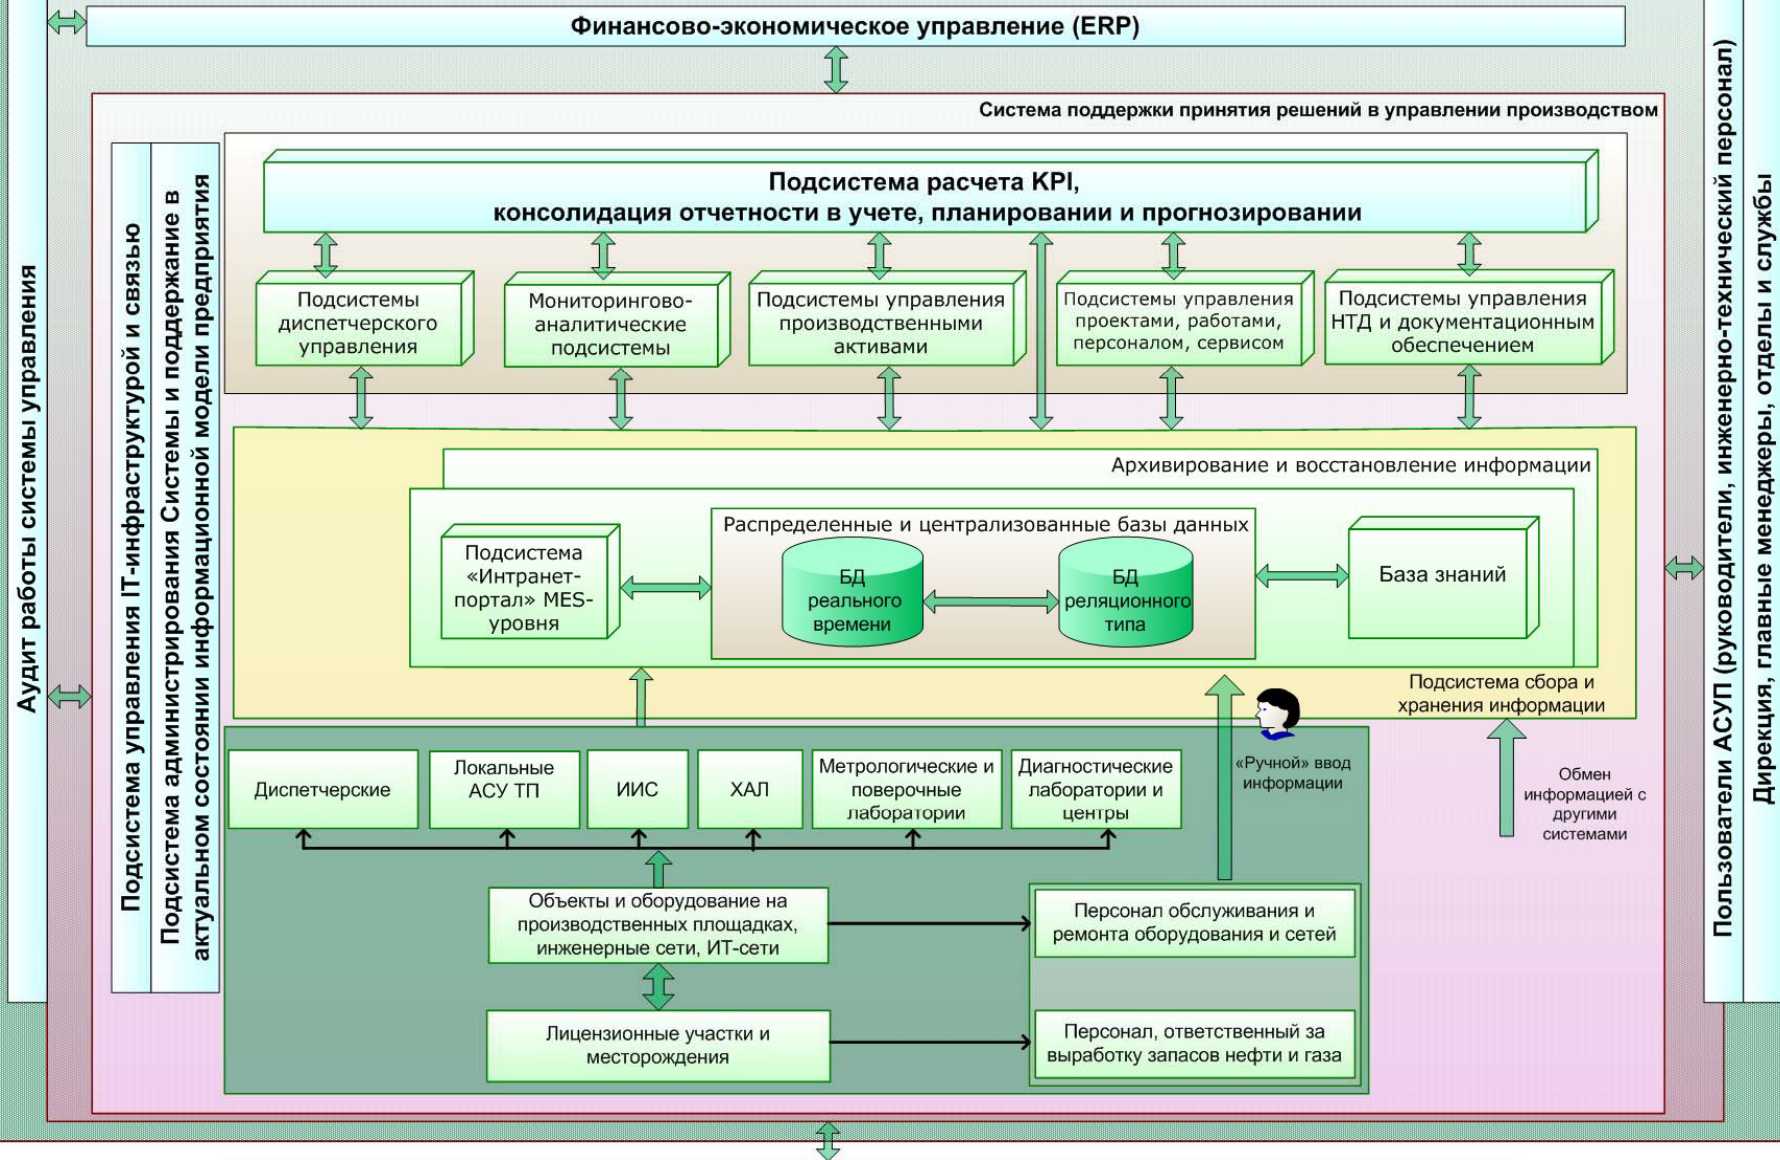 Финансово-экономическое управление (ERP)
Система поддержки принятия решений в управлении производством
Аудит работы системы управления
Подсистема управления IT-инфраструктурой и связью
Подсистема администрирования Системы и поддержание в
актуальном состоянии информационной модели предприятия
Подсистема расчета KPI,
консолидация отчетности в учете, планировании и прогнозировании
Подсистемы
диспетчерского
управления
Мониторингово-
аналитические
подсистемы
Подсистемы управления
производственными
активами
Подсистемы управления
проектами, работами,
персоналом, сервисом
Подсистемы управления
НТД и документационным
обеспечением
Архивирование и восстановление информации
Распределенные и централизованные базы данных
Подсистема
«Интранет-
портал» MES-
уровня
БД
реального
времени
БД
реляционного
типа
База знаний
Подсистема сбора и
хранения информации
Диспетчерские
Локальные
АСУ ТП
ИИС
ХАЛ
Метрологические и
поверочные
лаборатории
Диагностические
лаборатории и
центры
«Ручной» ввод
информации
Обмен
информацией с
другими
системами
Объекты и оборудование на
производственных площадках,
инженерные сети, ИТ-сети
Персонал обслуживания и
ремонта оборудования и сетей
Лицензионные участки и
месторождения
Персонал, ответственный за
выработку запасов нефти и газа
Пользователи АСУП (руководители, инженерно-технический персонал)
Дирекция, главные менеджеры, отделы и службы